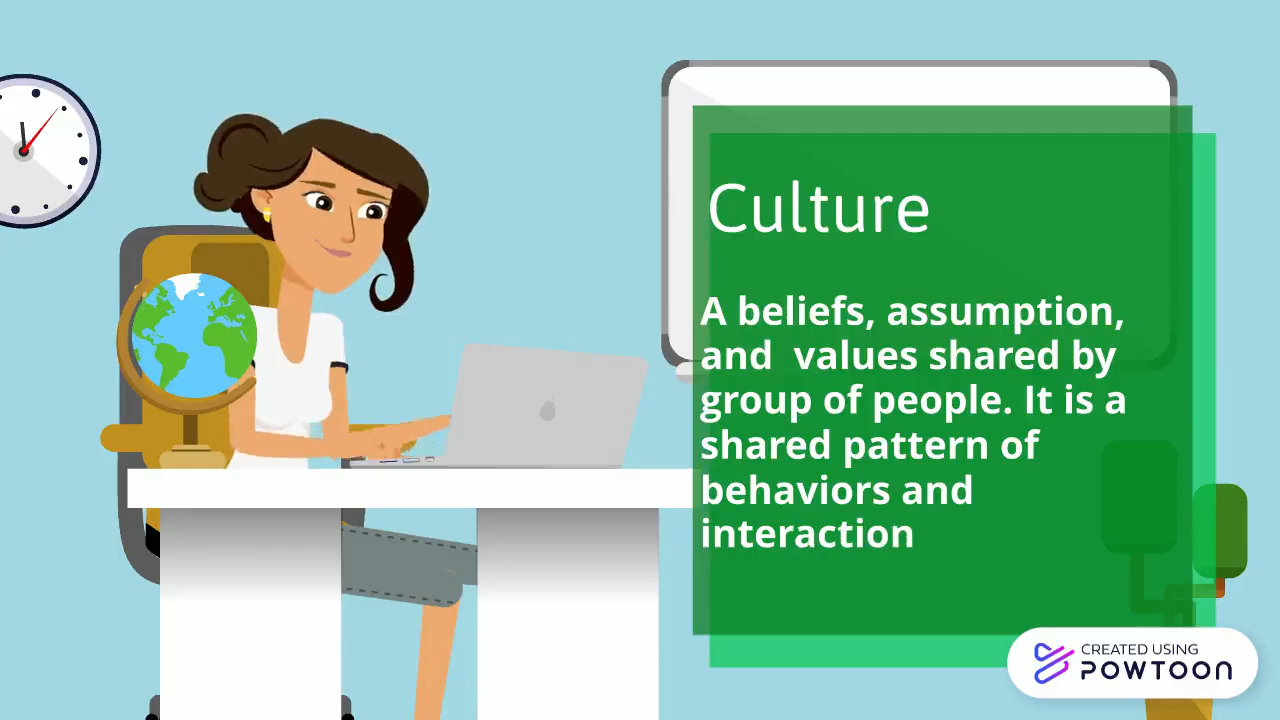 Culture
A beliefs, assumption,
and  values shared by
group of people. It is a
shared pattern of
behaviors and
interaction
CREATED USING
POWTOON